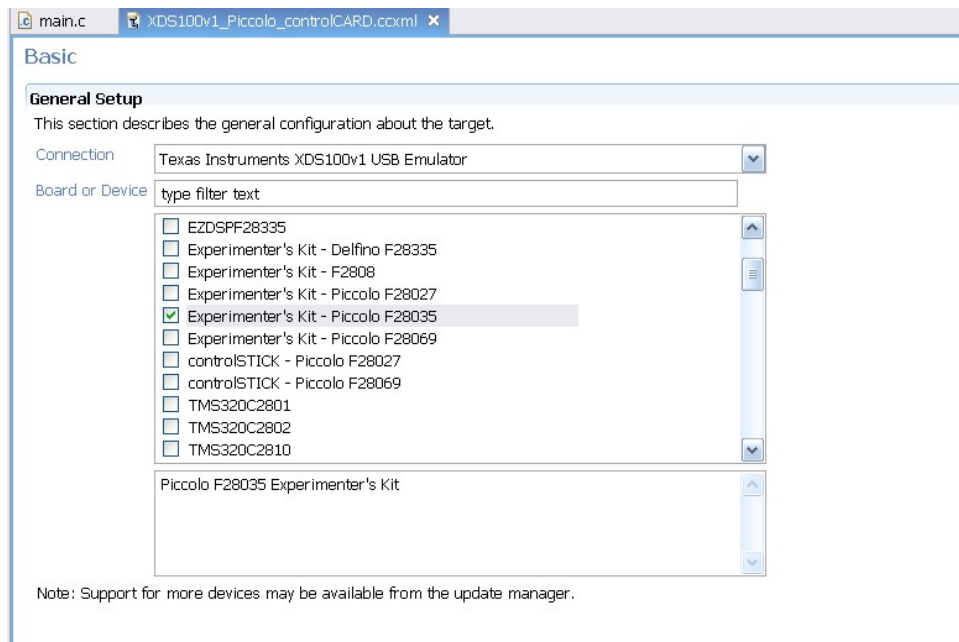 main.c
XDS100v1_Piccolo_controlCARD.ccxml
Basic
General Setup
This section describes the general configuration about the target.
Connection
Texas Instruments XDS100v1 USB Emulator
Board or Device
type filter text
EZDSPF28335
Experimenter's Kit - Delfino F28335
Experimenter's Kit - F2808
Experimenter's Kit - Piccolo F28027
Experimenter's Kit - Piccolo F28035
Experimenter's Kit - Piccolo F28069
controlSTICK - Piccolo F28027
controlSTICK - Piccolo F28069
TMS320C2801
TMS320C2802
TMS320C2810
Piccolo F28035 Experimenter's Kit
Note: Support for more devices may be available from the update manager.